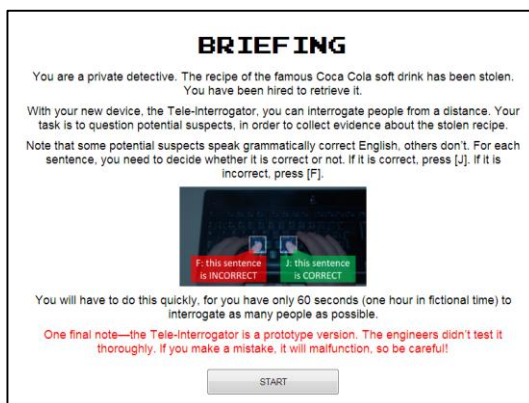 BRIEFING
You are a private detective. The recipe of the famous Coca Cola soft drink has been stolen.
You have been hired to retrieve it.
With your new device, the Tele-Interrogator, you can interrogate people from a distance. Your
task is to question potential suspects, in order to collect evidence about the stolen recipe.
Note that some potential suspects speak grammatically correct English, others don't. For each
sentence, you need to decide whether it is correct or not. If it is correct, press [J]. If it is
incorrect, press [F].
F: this sentence
is INCORRECT
J: this sentence
is CORRECT
You will have to do this quickly, for you have only 60 seconds (one hour in fictional time) to
interrogate as many people as possible.
One final note—the Tele-Interrogator is a prototype version. The engineers didn't test it
thoroughly. If you make a mistake, it will malfunction, so be careful!
START